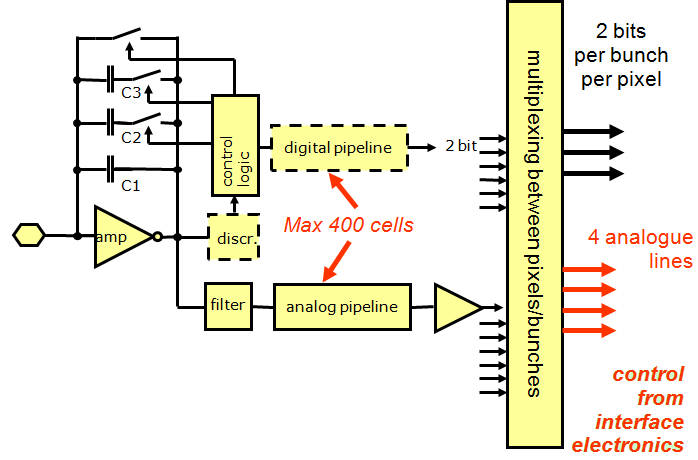 2 bits
per bunch
per pixel
C3
C2
C1
control
logic
digital pipeline
2 bit
multiplexing between pixels/bunches
amp
discr.
Max 400 cells
4 analogue
lines
filter
analog pipeline
control
from
interface
electronics